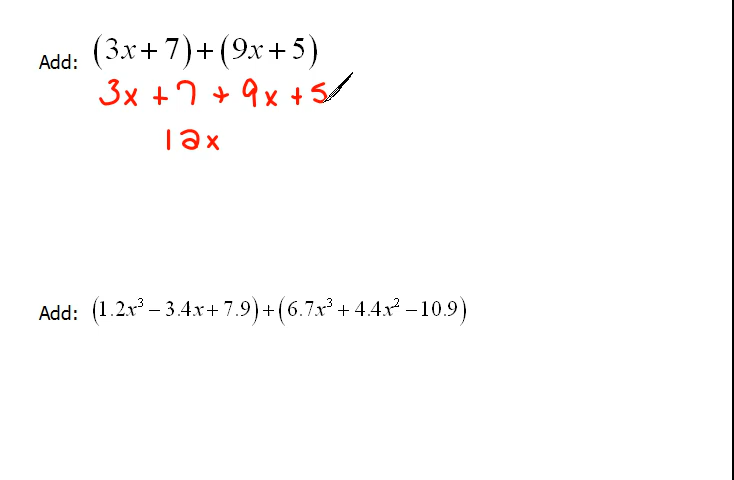 Add: (3x + 7) + (9x + 5)
3x + 7 + 9x + 5
12x
Add: (1.2x³ − 3.4x + 7.9) + (6.7x³ + 4.4x² − 10.9)